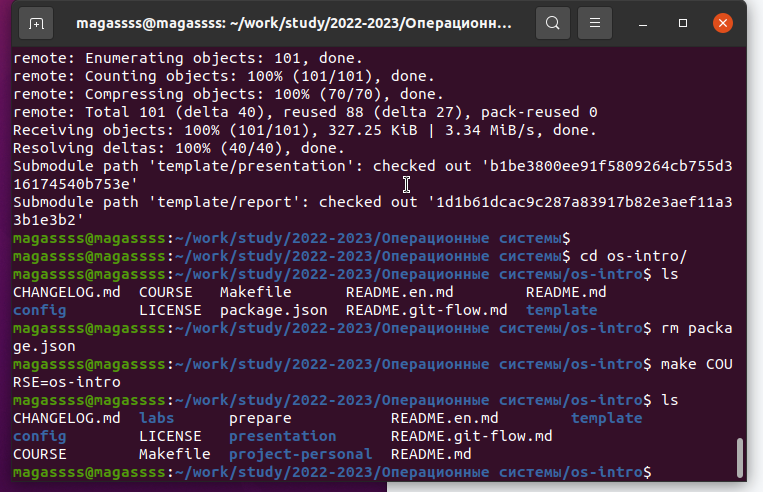 magassss@magassss: ~/work/study/2022-2023/Операционн...
remote: Enumerating objects: 101, done.
remote: Counting objects: 100% (101/101), done.
remote: Compressing objects: 100% (70/70), done.
remote: Total 101 (delta 40), reused 88 (delta 27), pack-reused 0
Receiving objects: 100% (101/101), 327.25 KiB | 3.34 MiB/s, done.
Resolving deltas: 100% (40/40), done.
Submodule path 'template/presentation': checked out 'b1be3800ee91f5809264cb755d3
16174540b753e'
Submodule path 'template/report': checked out '1d1b61dcac9c287a83917b82e3aef11a3
3b1e3b2'
magassss@magassss:~/work/study/2022-2023/Операционные системы$
magassss@magassss:~/work/study/2022-2023/Операционные системы$ cd os-intro/
magassss@magassss:~/work/study/2022-2023/Операционные системы/os-intro$ ls
CHANGELOG.md  COURSE   Makefile      README.en.md        README.md
config        LICENSE  package.json  README.git-flow.md  template
magassss@magassss:~/work/study/2022-2023/Операционные системы/os-intro$ rm packa
ge.json
magassss@magassss:~/work/study/2022-2023/Операционные системы/os-intro$ make COU
RSE=os-intro
magassss@magassss:~/work/study/2022-2023/Операционные системы/os-intro$ ls
CHANGELOG.md  labs      prepare           README.en.md        template
config        LICENSE   presentation      README.git-flow.md
COURSE        Makefile  project-personal  README.md
magassss@magassss:~/work/study/2022-2023/Операционные системы/os-intro$